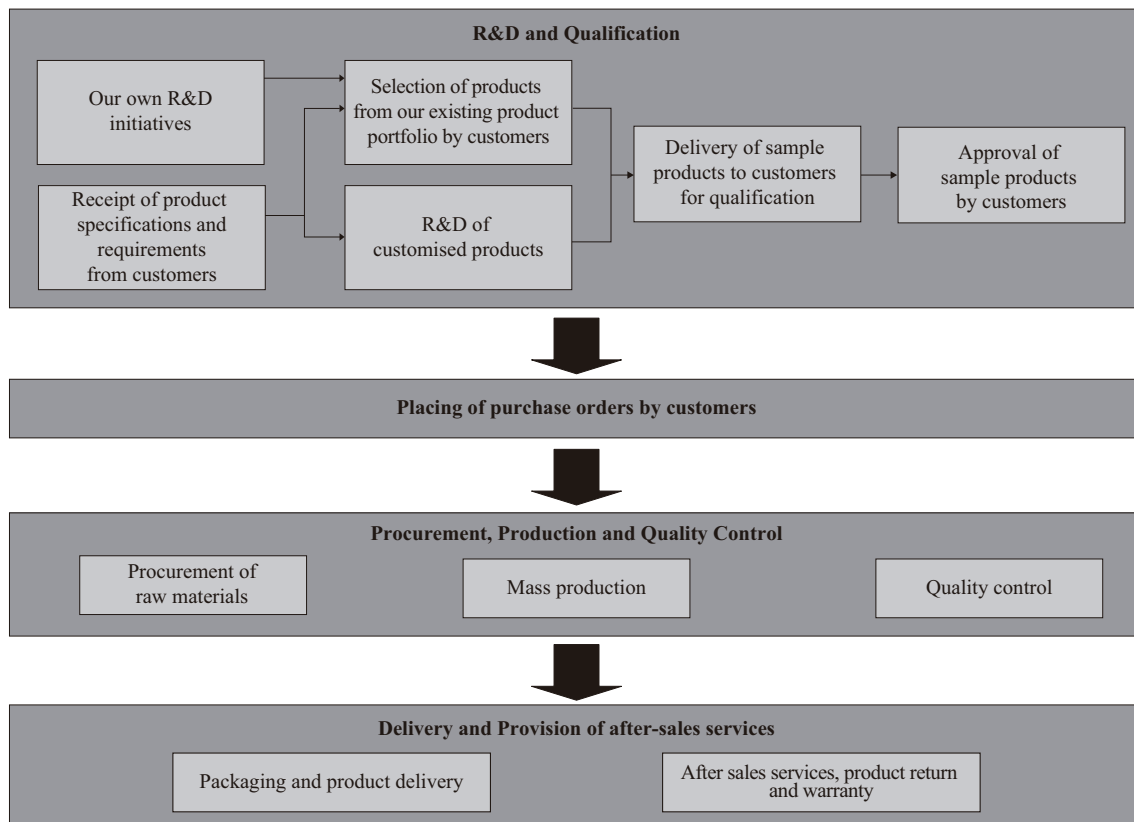 R&D and Qualification
Our own R&D
initiatives
Selection of products
from our existing product
portfolio by customers
Receipt of product
specifications and
requirements
from customers
R&D of
customised products
Delivery of sample
products to customers
for qualification
Approval of
sample products
by customers
Placing of purchase orders by customers
Procurement, Production and Quality Control
Procurement of
raw materials
Mass production
Quality control
Delivery and Provision of after-sales services
Packaging and product delivery
After sales services, product return
and warranty